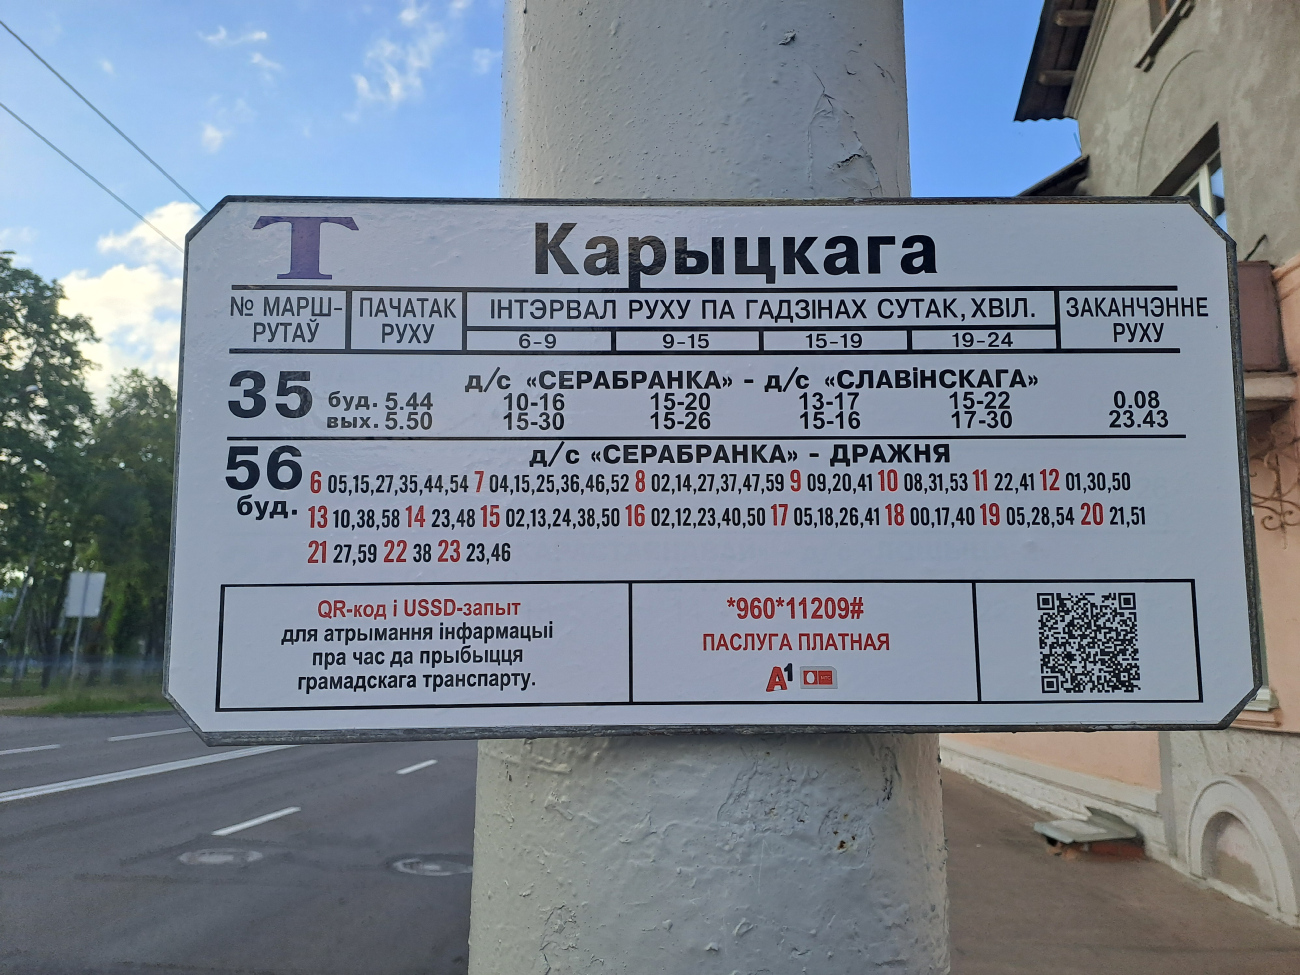 Т Карыцкага
№ МАРШ- ПАЧАТАК ІНТЭРВАЛ РУХУ ПА ГАДЗІНАХ СУТАК, ХВІЛ. ЗАКАНЧЭННЕ
РУТАЎ РУХУ 6-9 9-15 15-19 19-24 РУХУ
35 д/с «СЕРАБРАНКА» - д/с «СЛАВіНСКАГА»
буд. 5.44 10-16 15-20 13-17 15-22 0.08
вых. 5.50 15-30 15-26 15-16 17-30 23.43
56 д/с «СЕРАБРАНКА» - ДРАЖНЯ
6 05,15,27,35,44,54 7 04,15,25,36,46,52 8 02,14,27,37,47,59 9 09,20,41 10 08,31,53 11 22,41 12 01,30,50
буд. 13 10,38,58 14 23,48 15 02,13,24,38,50 16 02,12,23,40,50 17 05,18,26,41 18 00,17,40 19 05,28,54 20 21,51
21 27,59 22 38 23 23,46
QR-код і USSD-запыт
для атрымання інфармацыі
пра час да прыбыцця
грамадскага транспарту.
*960*11209#
ПАСЛУГА ПЛАТНАЯ
A1